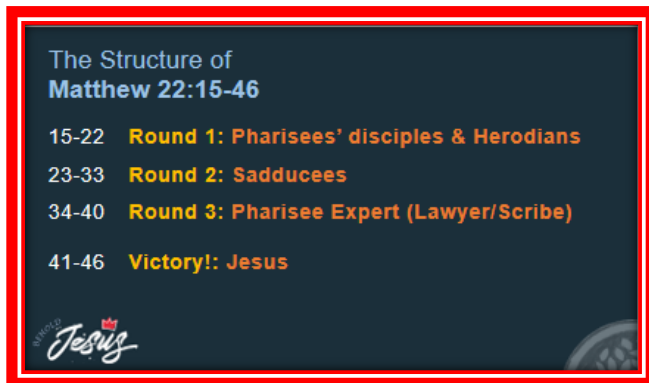 The Structure of
Matthew 22:15-46
15-22 Round 1: Pharisees' disciples & Herodians
23-33 Round 2: Sadducees
34-40 Round 3: Pharisee Expert (Lawyer/Scribe)
41-46 Victory!: Jesus
BEHOLD
Jesus